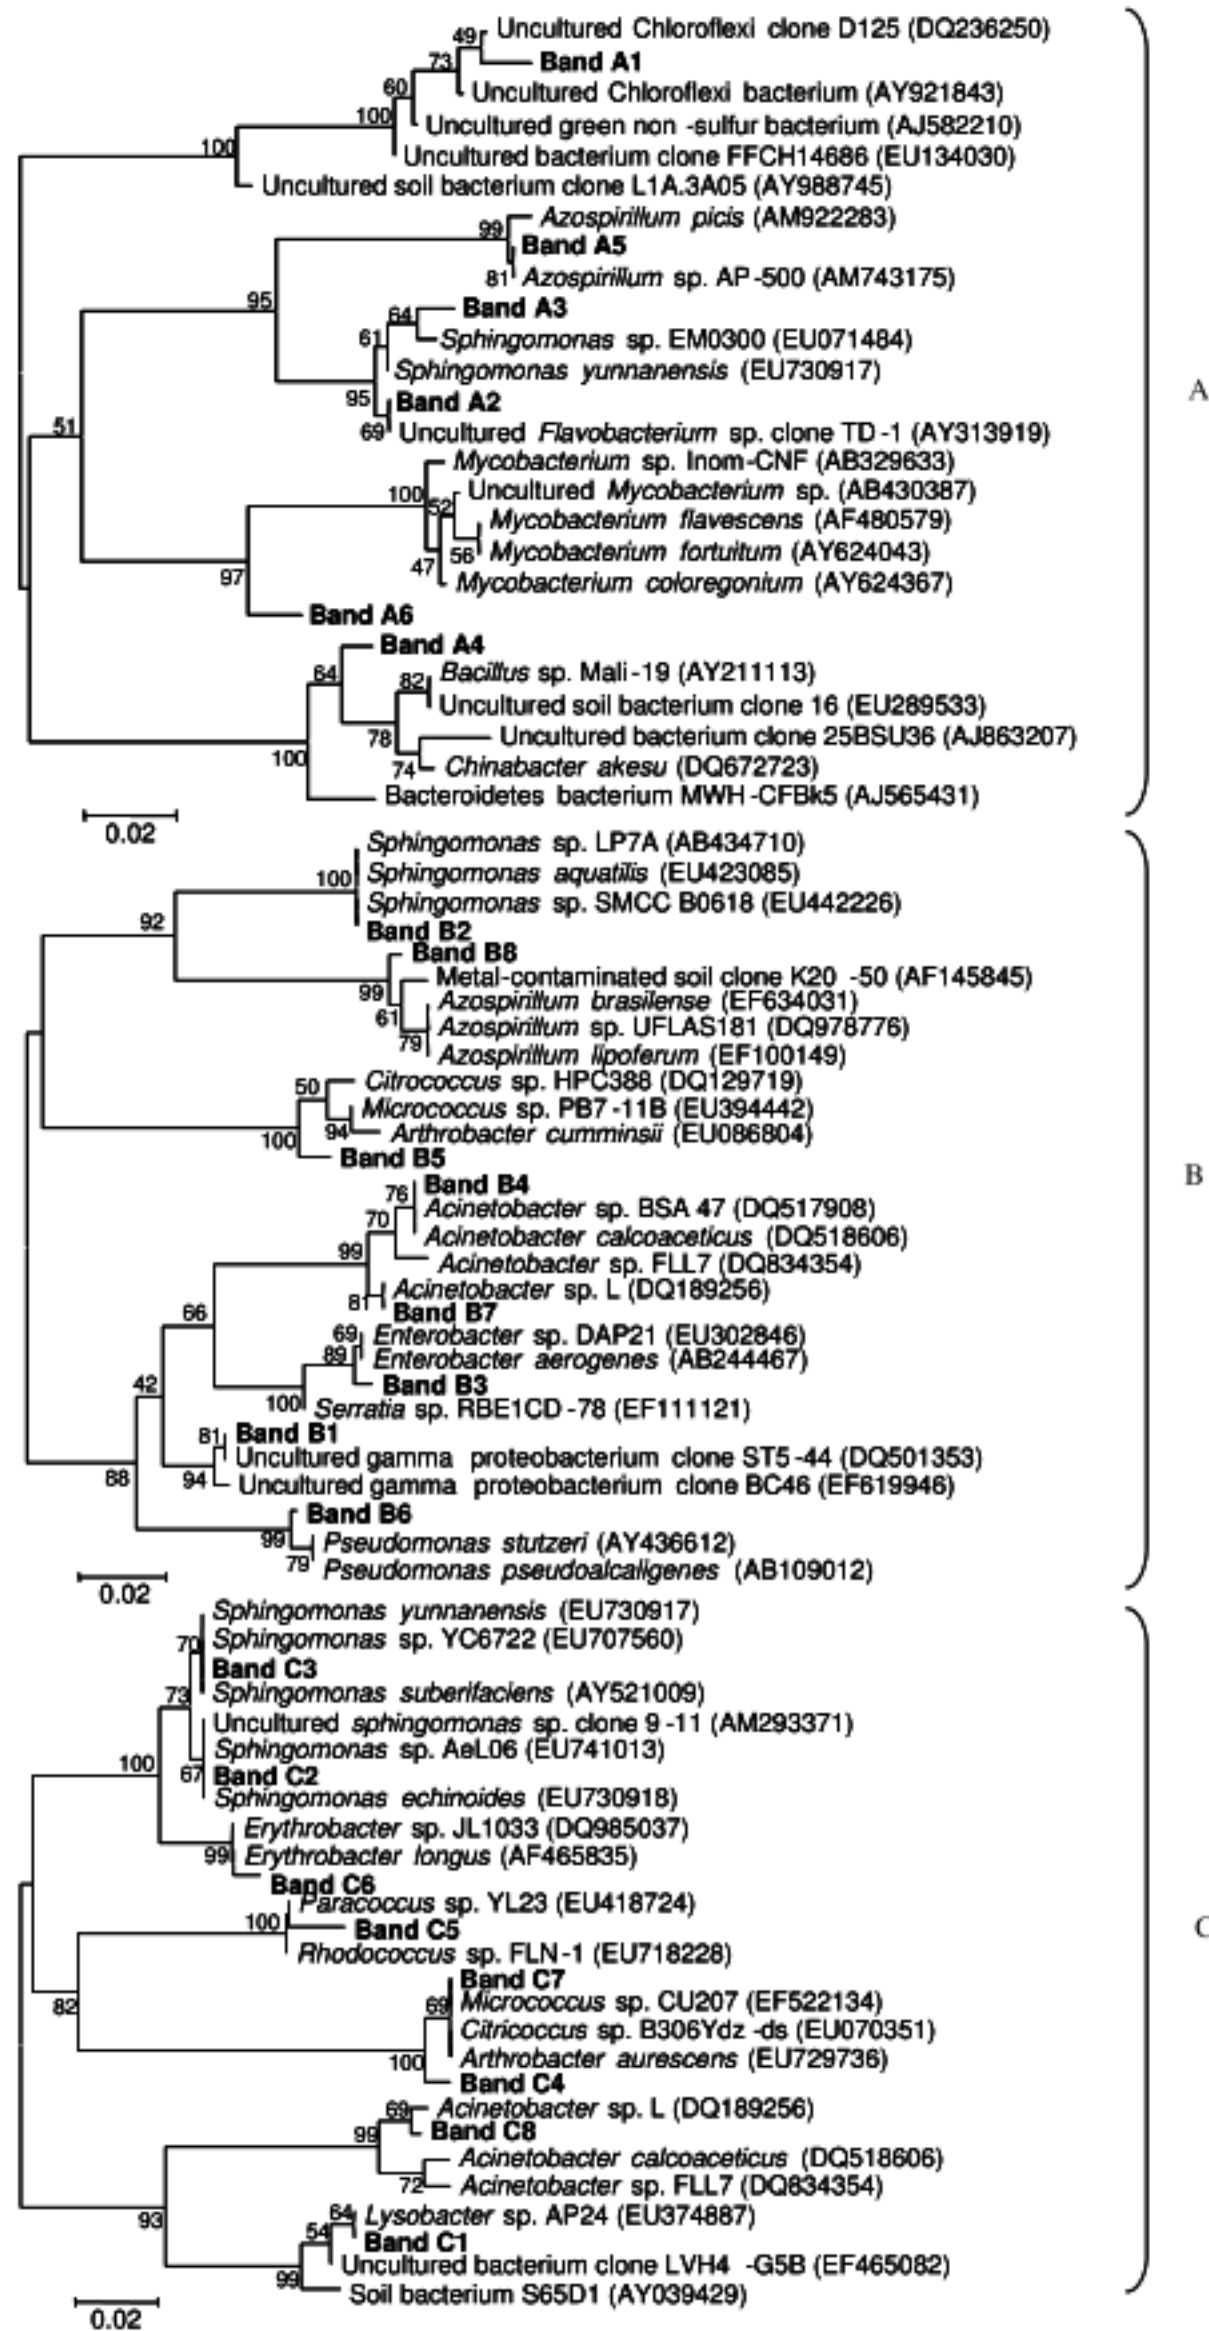 Uncultured Chloroflexi clone D125 (DQ236250)
49
Band A1
73
Uncultured Chloroflexi bacterium (AY921843)
60
Uncultured green non -sulfur bacterium (AJ582210)
100
Uncultured bacterium clone FFCH14686 (EU134030)
100
Uncultured soil bacterium clone L1A.3A05 (AY988745)
Azospirillum picis (AM922283)
99
Band A5
81
Azospirillum sp. AP-500 (AM743175)
95
Band A3
64
Sphingomonas sp. EM0300 (EU071484)
61
Sphingomonas yunnanensis (EU730917)
A
95
Band A2
51
69
Uncultured Flavobacterium sp. clone TD-1 (AY313919)
Mycobacterium sp. Inom-CNF (AB329633)
100
Uncultured Mycobacterium sp. (AB430387)
52
Mycobacterium flavescens (AF480579)
56
Mycobacterium fortuitum (AY624043)
47
Mycobacterium coloregonium (AY624367)
97
Band A6
Band A4
64
Bacillus sp. Mali-19 (AY211113)
82
Uncultured soil bacterium clone 16 (EU289533)
78
Uncultured bacterium clone 25BSU36 (AJ863207)
100
74
Chinabacter akesu (DQ672723)
Bacteroidetes bacterium MWH-CFBk5 (AJ565431)
0.02
Sphingomonas sp. LP7A (AB434710)
100
Sphingomonas aquatilis (EU423085)
Sphingomonas sp. SMCC B0618 (EU442226)
92
Band B2
Band B8
Metal-contaminated soil clone K20 -50 (AF145845)
99
Azospirillum brasilense (EF634031)
61
Azospirillum sp. UFLAS181 (DQ978776)
79
Azospirillum lipoferum (EF100149)
50
Citrococcus sp. HPC388 (DQ129719)
Micrococcus sp. PB7-11B (EU394442)
100
94
Arthrobacter cumminsii (EU086804)
Band B5
B
76
Band B4
70
Acinetobacter sp. BSA 47 (DQ517908)
Acinetobacter calcoaceticus (DQ518606)
99
Acinetobacter sp. FLL7 (DQ834354)
Acinetobacter sp. L (DQ189256)
81
Band B7
66
69
Enterobacter sp. DAP21 (EU302846)
89
Enterobacter aerogenes (AB244467)
42
Band B3
100
Serratia sp. RBE1CD-78 (EF111121)
81
Band B1
Uncultured gamma proteobacterium clone ST5-44 (DQ501353)
88
94
Uncultured gamma proteobacterium clone BC46 (EF619946)
Band B6
99
Pseudomonas stutzeri (AY436612)
79
Pseudomonas pseudoalcaligenes (AB109012)
0.02
Sphingomonas yunnanensis (EU730917)
70
Sphingomonas sp. YC6722 (EU707560)
Band C3
73
Sphingomonas suberifaciens (AY521009)
Uncultured sphingomonas sp. clone 9-11 (AM293371)
Sphingomonas sp. AeL06 (EU741013)
100
67
Band C2
Sphingomonas echinoides (EU730918)
Erythrobacter sp. JL1033 (DQ985037)
99
Erythrobacter longus (AF465835)
Band C6
Paracoccus sp. YL23 (EU418724)
100
Band C5
C
Rhodococcus sp. FLN-1 (EU718228)
Band C7
82
69
Micrococcus sp. CU207 (EF522134)
Citricoccus sp. B306Ydz -ds (EU070351)
100
Arthrobacter aurescens (EU729736)
Band C4
69
Acinetobacter sp. L (DQ189256)
99
Band C8
Acinetobacter calcoaceticus (DQ518606)
72
Acinetobacter sp. FLL7 (DQ834354)
64
Lysobacter sp. AP24 (EU374887)
93
54
Band C1
Uncultured bacterium clone LVH4 -G5B (EF465082)
99
Soil bacterium S65D1 (AY039429)
0.02